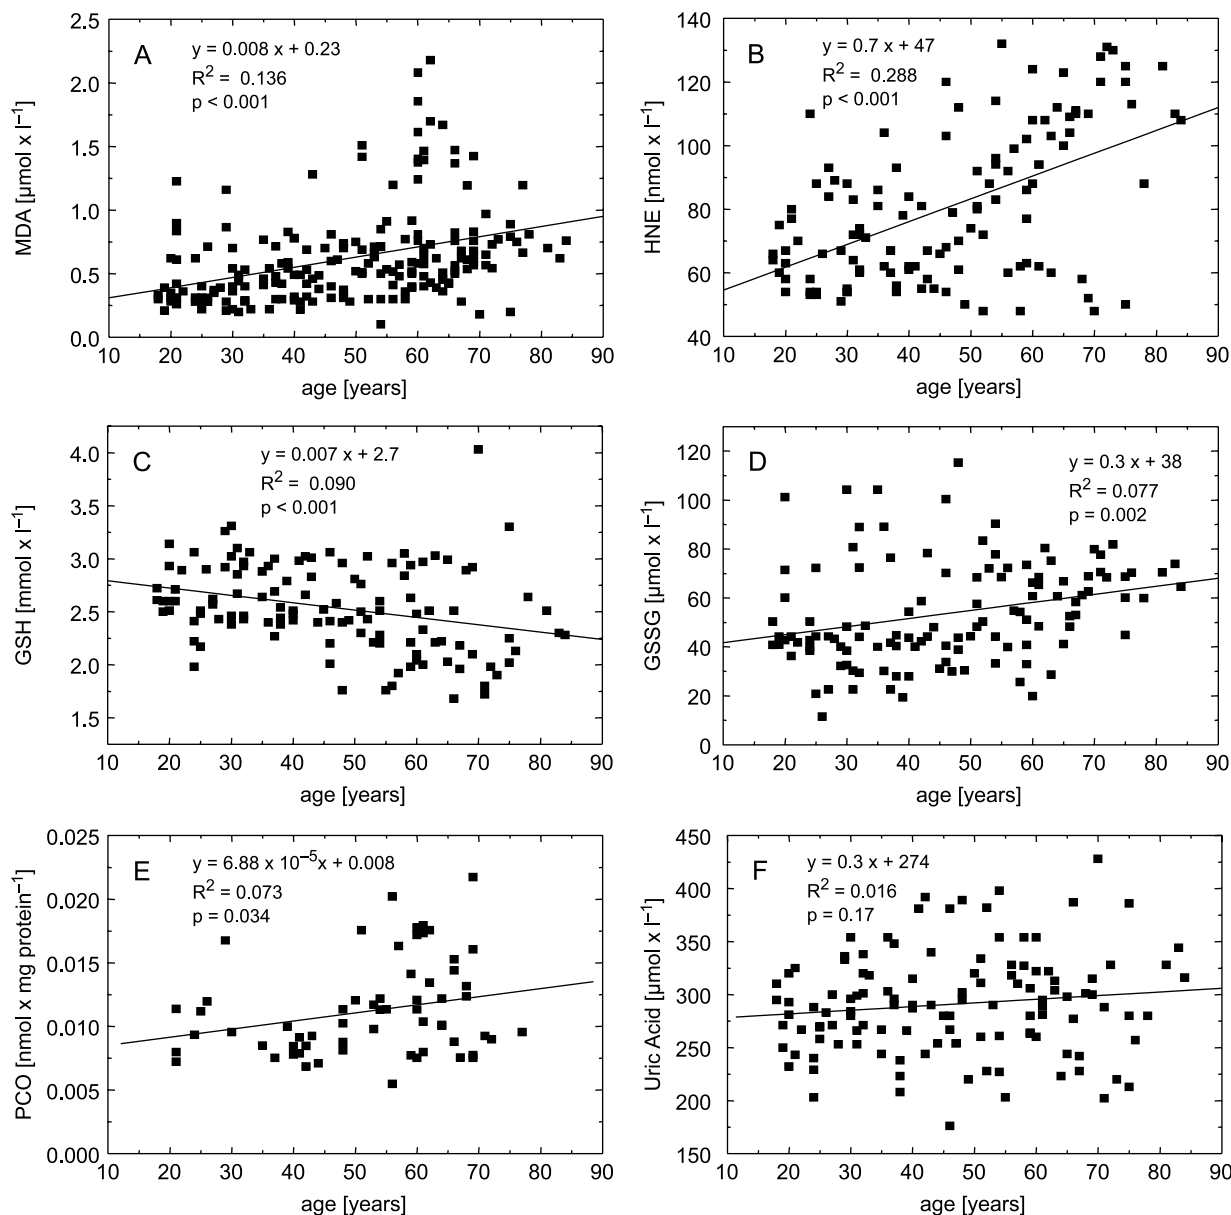 A
y = 0.008 x + 0.23
R² = 0.136
p < 0.001
MDA [µmol x l⁻¹]
2.5
2.0
1.5
1.0
0.5
0.0
10 20 30 40 50 60 70 80 90
age [years]
B
y = 0.7 x + 47
R² = 0.288
p < 0.001
HNE [nmol x l⁻¹]
140
120
100
80
60
40
10 20 30 40 50 60 70 80 90
age [years]
C
y = 0.007 x + 2.7
R² = 0.090
p < 0.001
GSH [mmol x l⁻¹]
4.0
3.5
3.0
2.5
2.0
1.5
10 20 30 40 50 60 70 80 90
age [years]
D
y = 0.3 x + 38
R² = 0.077
p = 0.002
GSSG [µmol x l⁻¹]
120
100
80
60
40
20
0
10 20 30 40 50 60 70 80 90
age [years]
E
y = 6.88 x 10⁻⁵x + 0.008
R² = 0.073
p = 0.034
PCO [nmol x mg protein⁻¹]
0.025
0.020
0.015
0.010
0.005
0.000
10 20 30 40 50 60 70 80 90
age [years]
F
y = 0.3 x + 274
R² = 0.016
p = 0.17
Uric Acid [µmol x l⁻¹]
450
400
350
300
250
200
150
10 20 30 40 50 60 70 80 90
age [years]